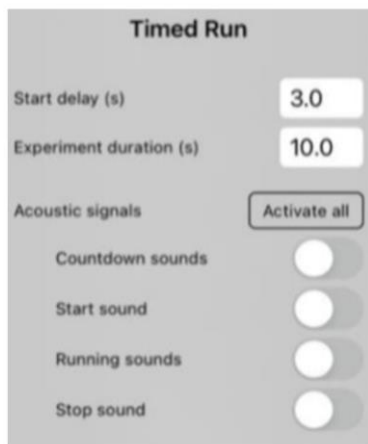 Timed Run
Start delay (s) 3.0
Experiment duration (s) 10.0
Acoustic signals Activate all
Countdown sounds
Start sound
Running sounds
Stop sound